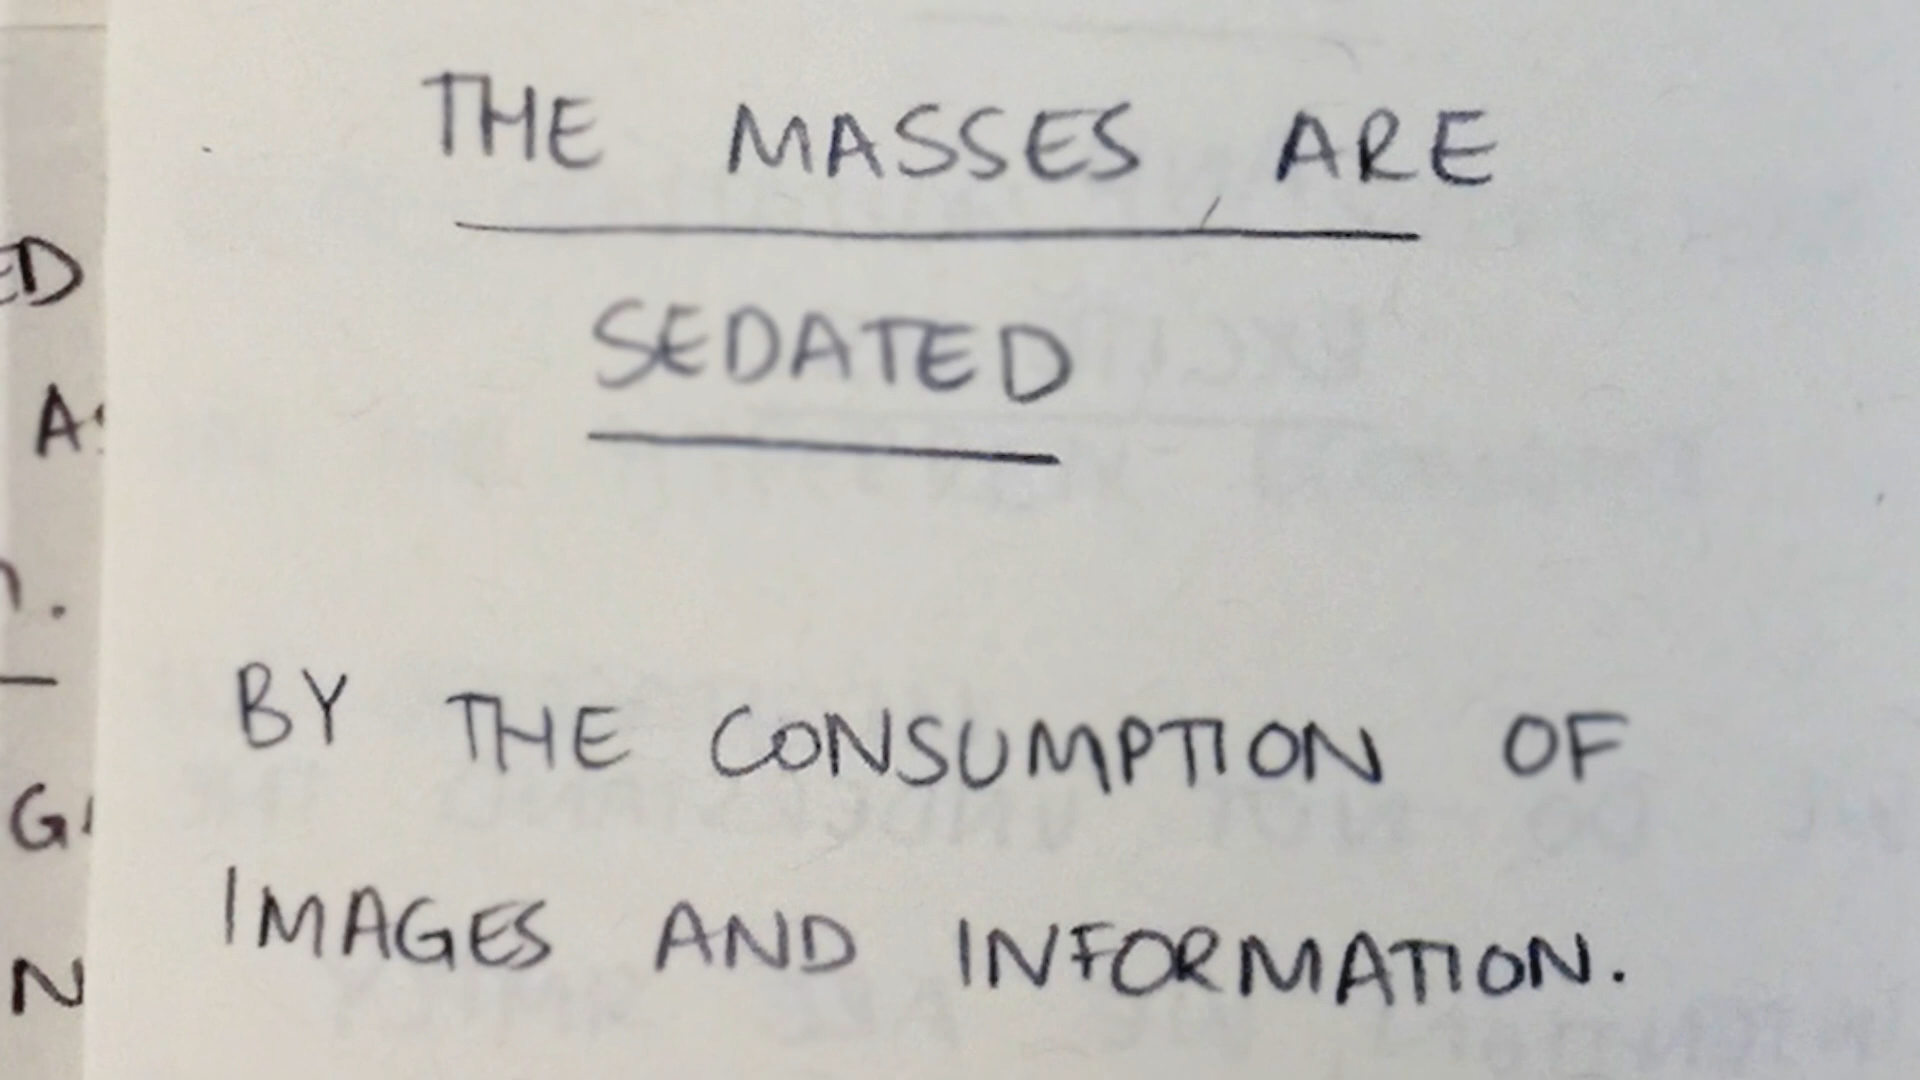 THE MASSES ARE
SEDATED
BY THE CONSUMPTION OF
IMAGES AND INFORMATION.